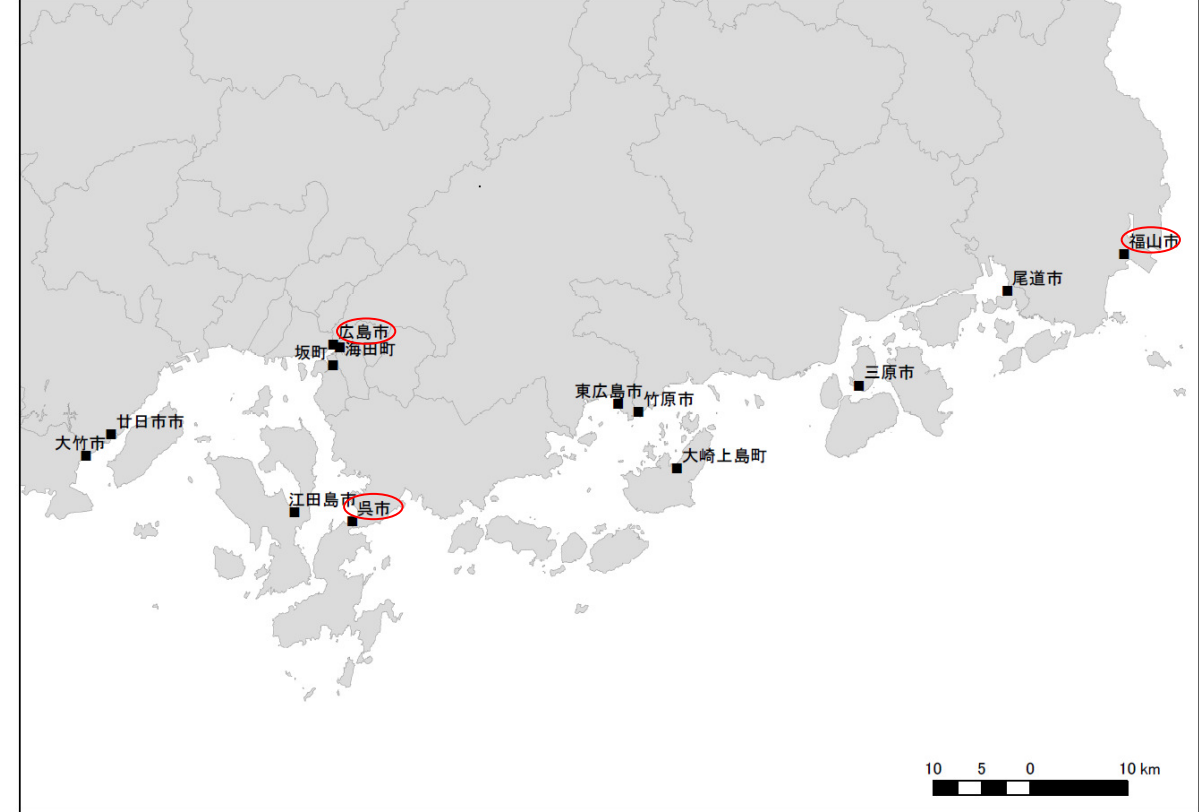 福山市
尾道市
広島市
海田町
坂町
三原市
東広島市
竹原市
廿日市市
大竹市
大崎上島町
江田島市
呉市
10 5 0 10 km